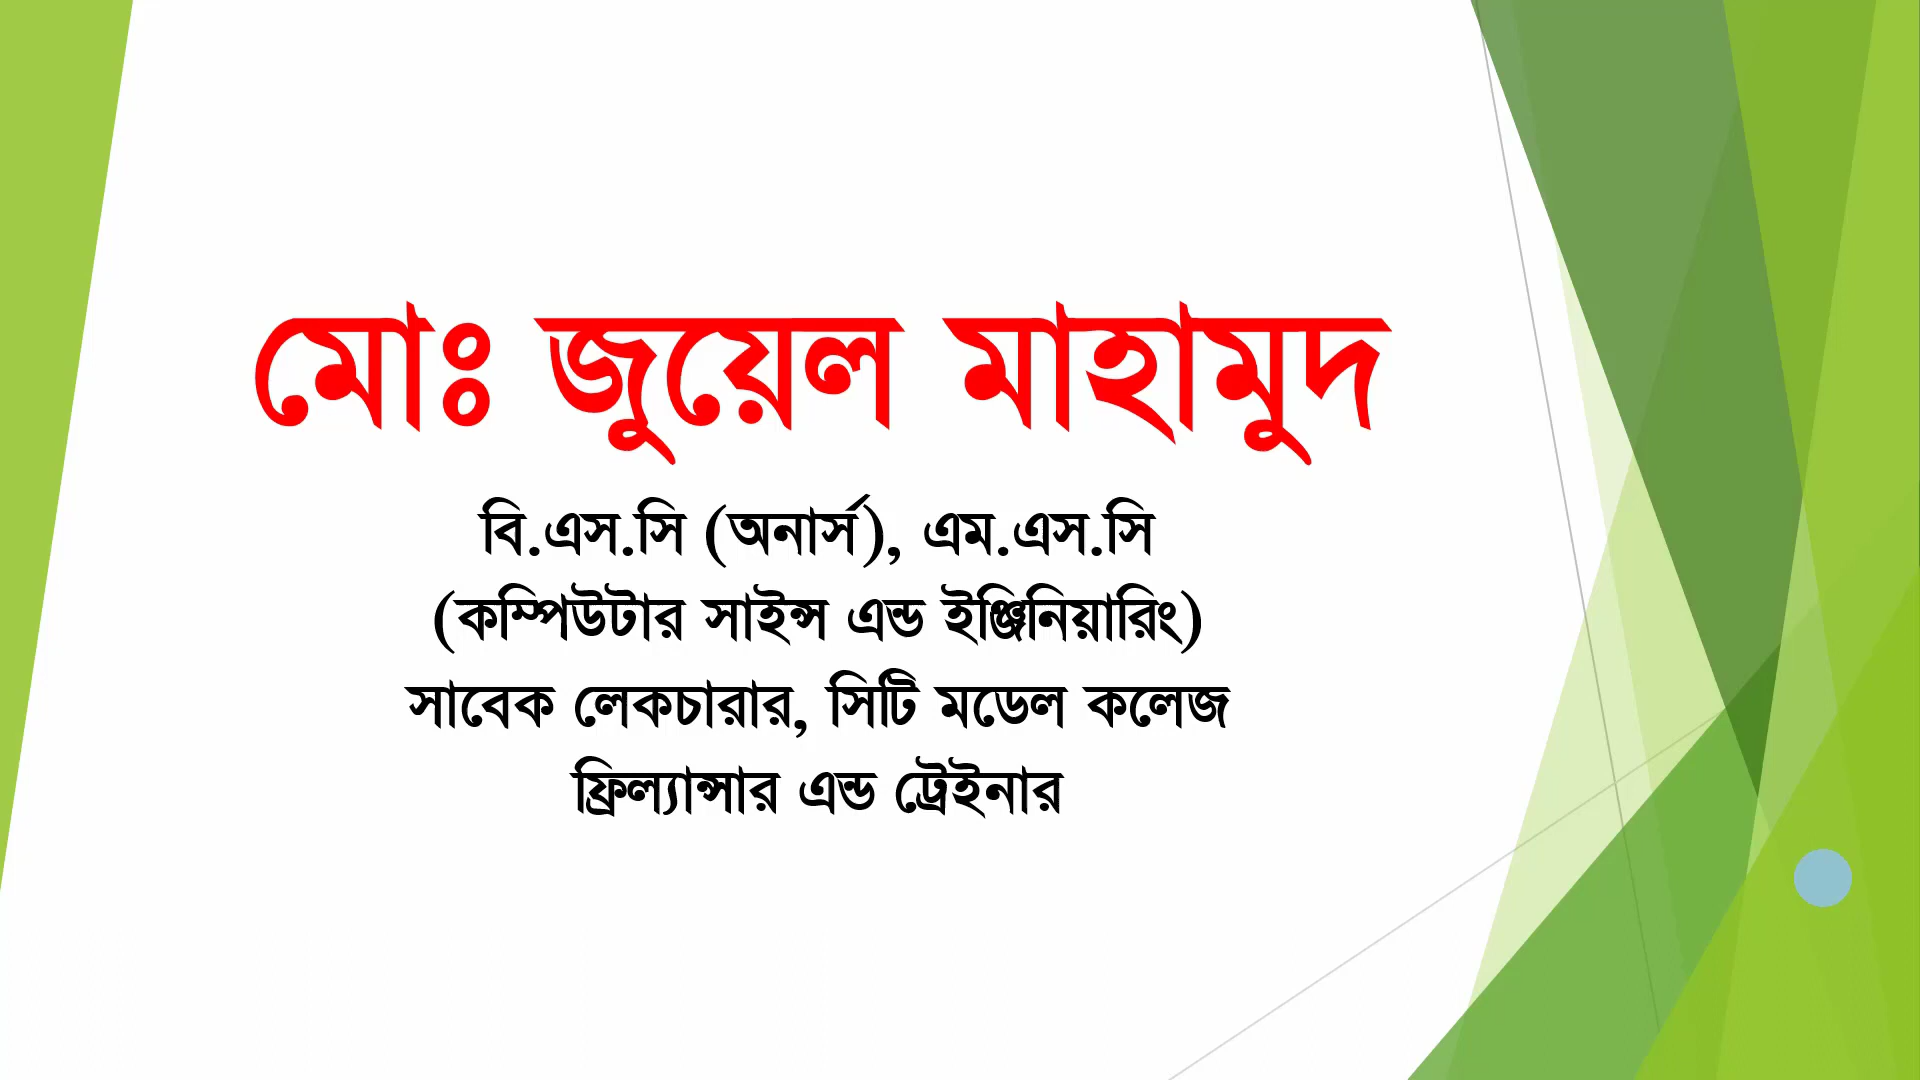 মোঃ জুয়েল মাহামুদ
বি.এস.সি (অনার্স), এম.এস.সি
(কম্পিউটার সাইন্স এন্ড ইঞ্জিনিয়ারিং)
সাবেক লেকচারার, সিটি মডেল কলেজ
ফ্রিল্যান্সার এন্ড ট্রেইনার